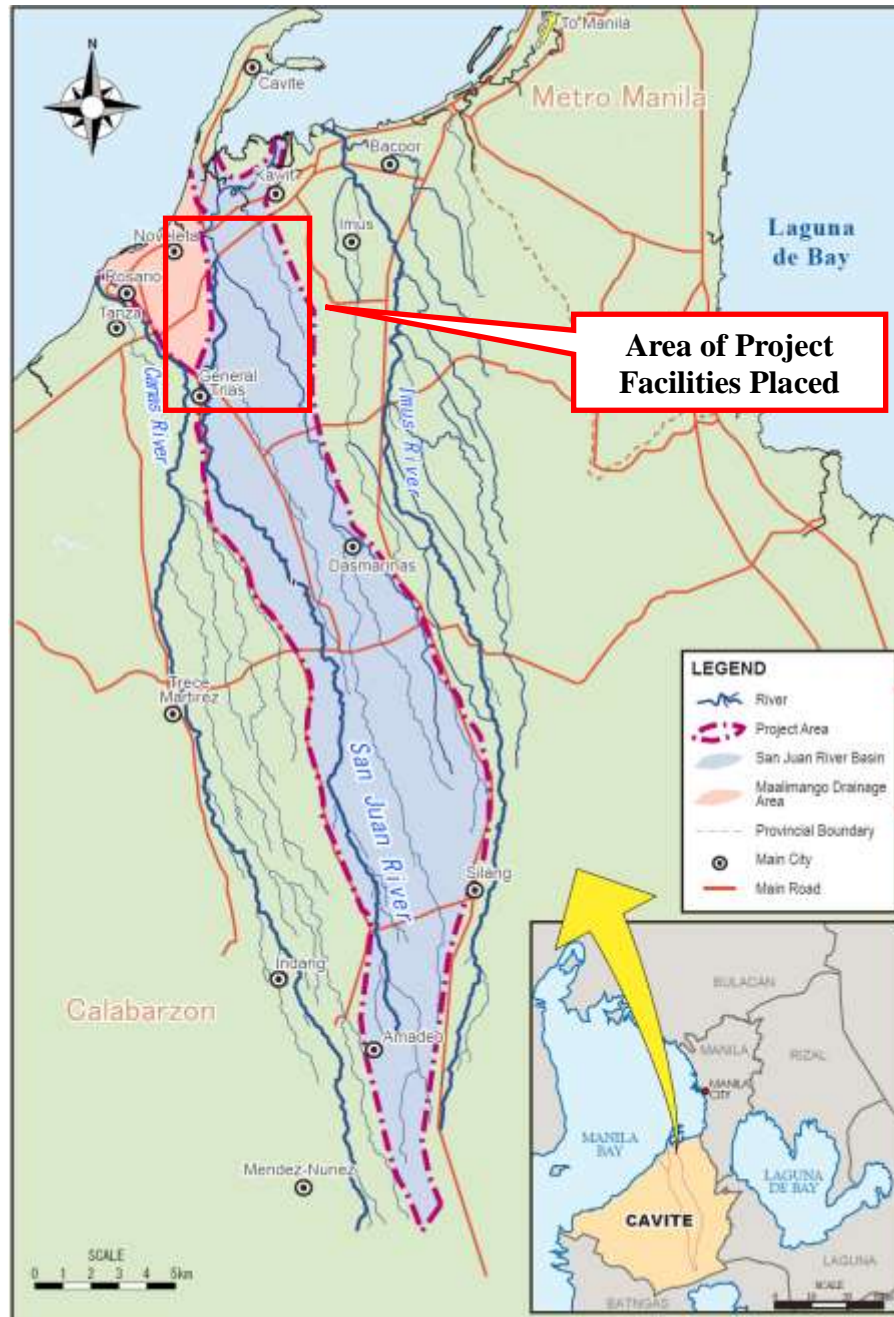 To Manila
N
Cavite
Metro Manila
Bacoor
Kawit
Imus
Laguna
de Bay
Noveleta
Rosario
Tanza
Area of Project
Facilities Placed
General
Trias
Canas River
Imus River
Dasmarinas
LEGEND
River
Project Area
San Juan River Basin
Maalimango Drainage
Area
Provincial Boundary
Main City
Main Road
Trece
Martirez
San Juan River
Silang
Indang
Calabarzon
Amadeo
Mendez-Nunez
SCALE
0 1 2 3 4 5km
BULACAN
MANILA
RIZAL
MANILA
CITY
MANILA
BAY
LAGUNA
DE BAY
CAVITE
LAGUNA
SCALE
BATNGAS